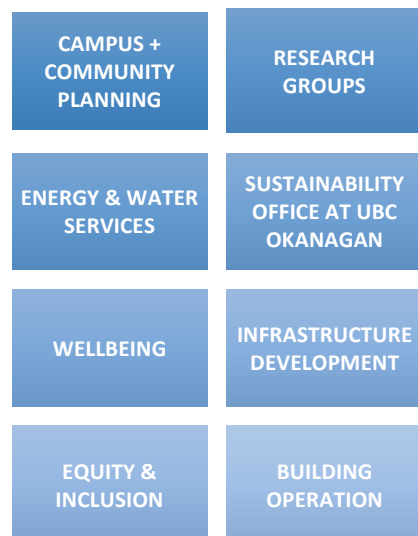 CAMPUS +
COMMUNITY
PLANNING
RESEARCH
GROUPS
ENERGY & WATER
SERVICES
SUSTAINABILITY
OFFICE AT UBC
OKANAGAN
WELLBEING
INFRASTRUCTURE
DEVELOPMENT
EQUITY &
INCLUSION
BUILDING
OPERATION